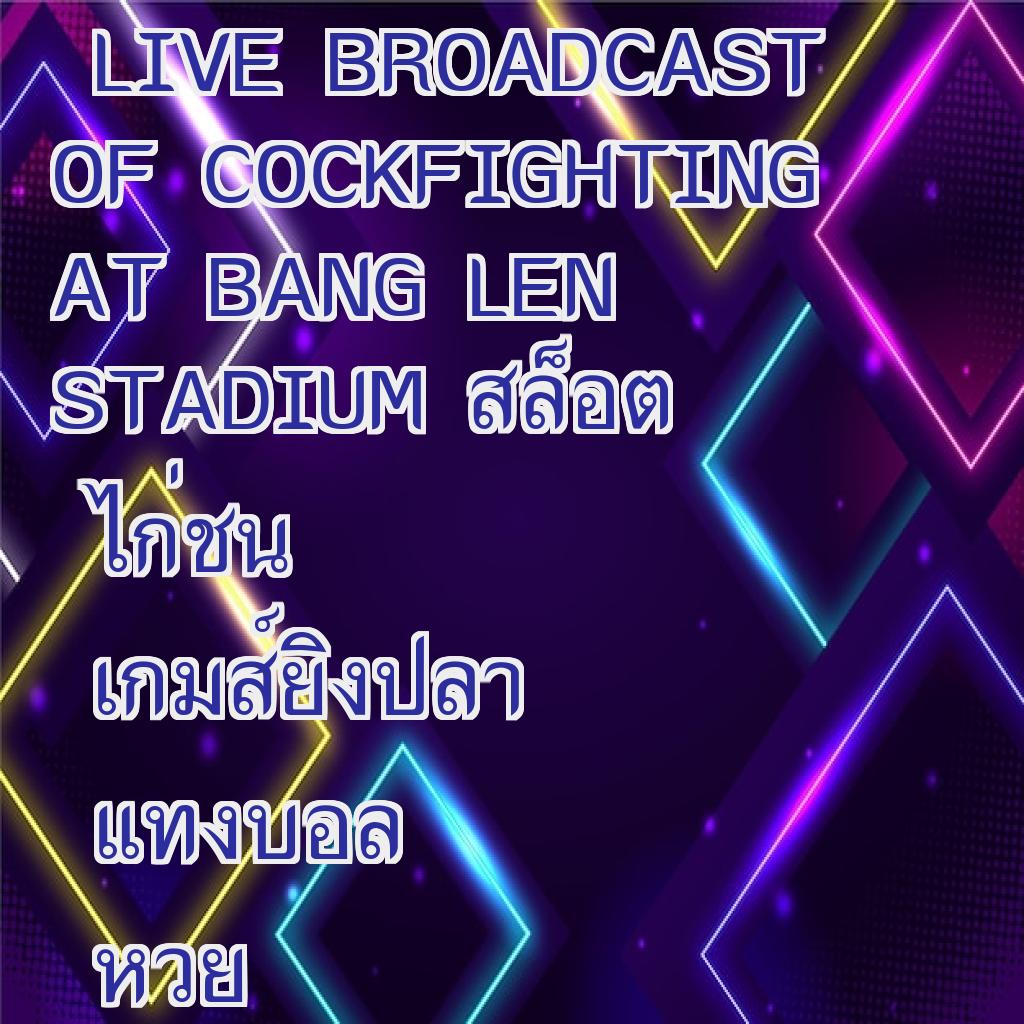 LIVE BROADCAST
OF COCKFIGHTING
AT BANG LEN
STADIUM สล็อต
ไก่ชน
เกมส์ยิงปลา
แทงบอล
หวย